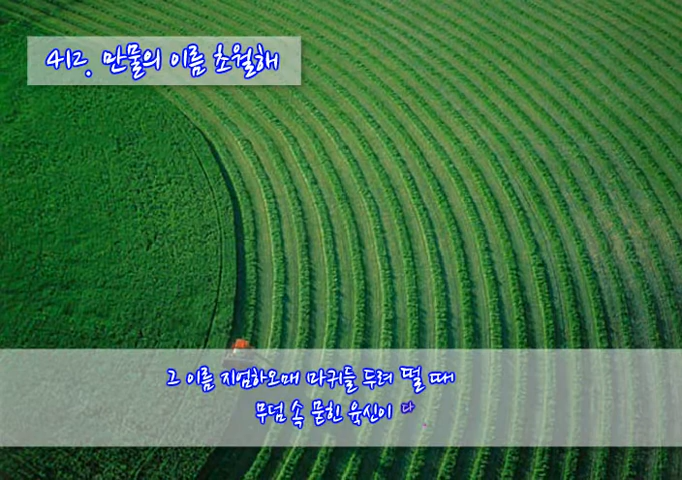 412. 만물의 이름 초월해
그 이름 지엄하오매 마귀들 두려 떨 때
무덤 속 묻힌 육신이 다